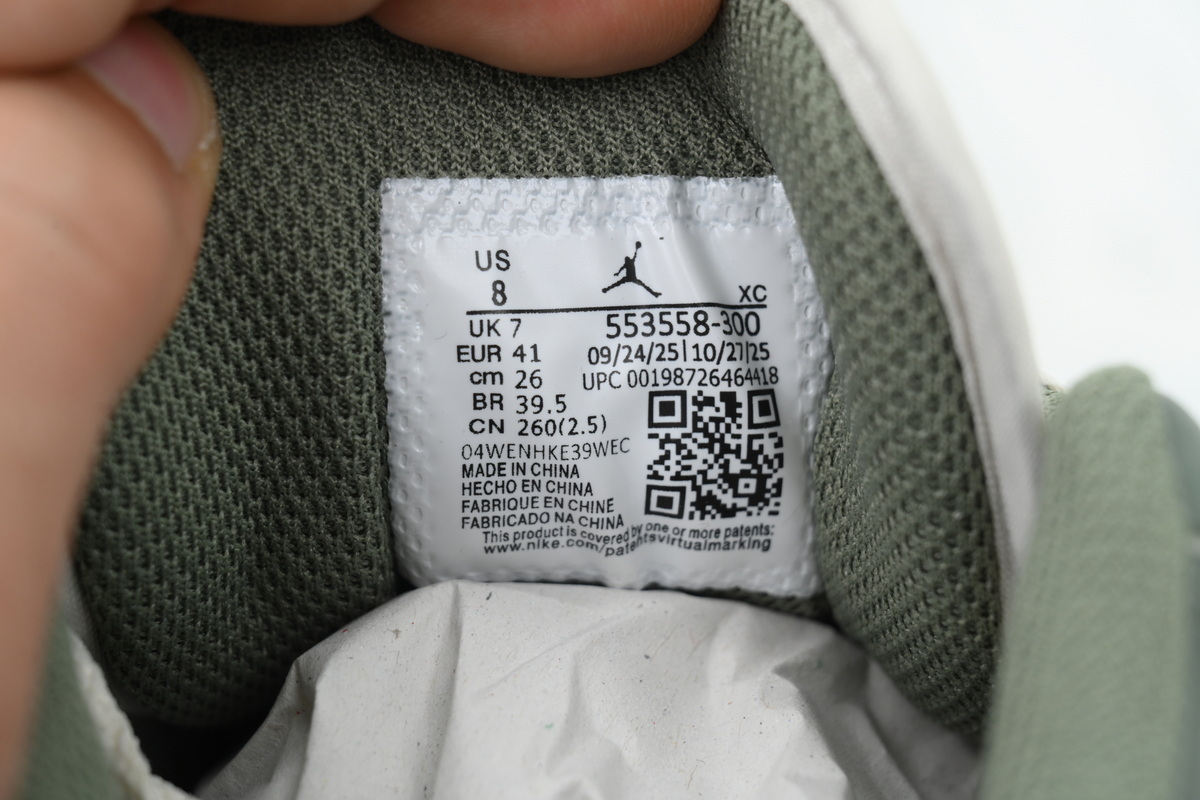 US
8
XC
UK 7
553558-300
EUR 41
09/24/25|10/27/25
cm 26
UPC 00198726464418
BR 39.5
CN 260(2.5)
04WENHKE39WEC
MADE IN CHINA
HECHO EN CHINA
FABRIQUE EN CHINE
FABRICADO NA CHINA
This product is covered by one or more patents:
www.nike.com/patentsvirtualmarking